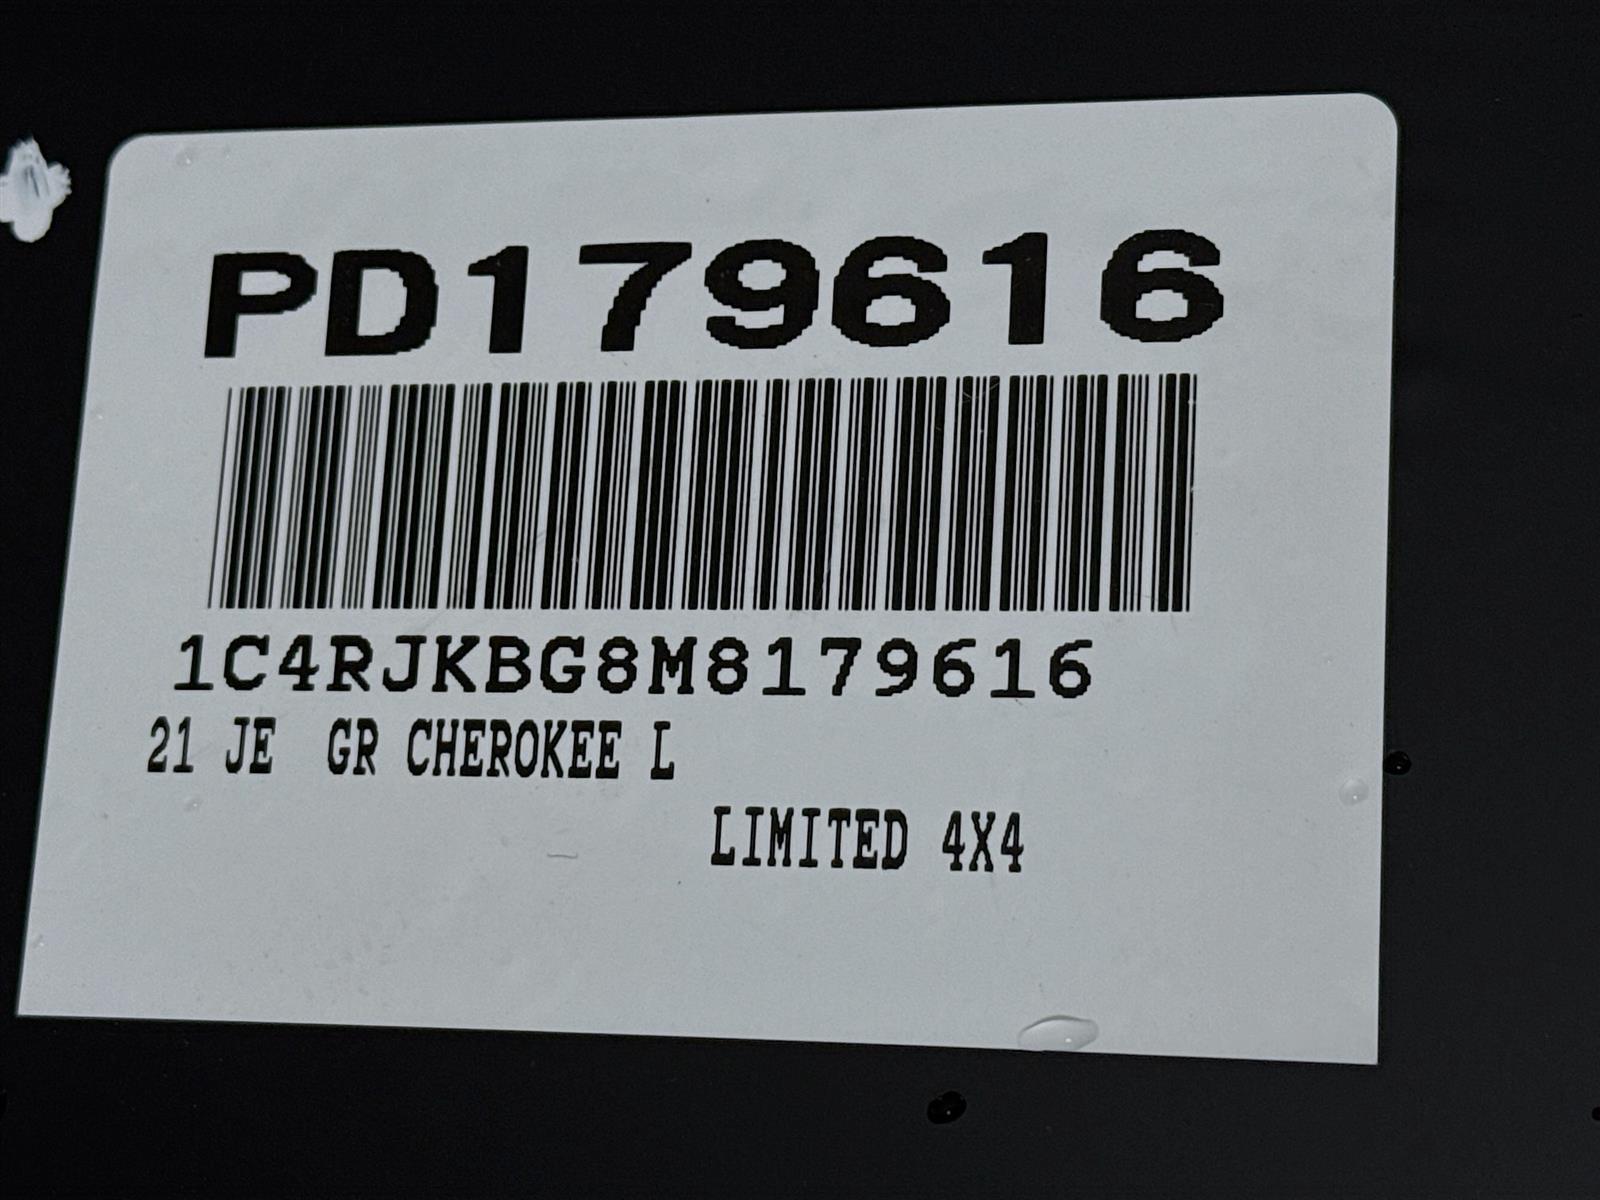 PD179616
1C4RJKBG8M8179616
21 JE GR CHEROKEE L
LIMITED 4X4